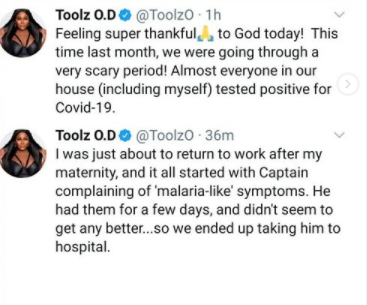 Toolz O.D @ToolzO · 1h
Feeling super thankful🙏 to God today!  This
time last month, we were going through a
very scary period! Almost everyone in our
house (including myself) tested positive for
Covid-19.
Toolz O.D @ToolzO · 36m
I was just about to return to work after my
maternity, and it all started with Captain
complaining of 'malaria-like' symptoms. He
had them for a few days, and didn't seem to
get any better...so we ended up taking him to
hospital.